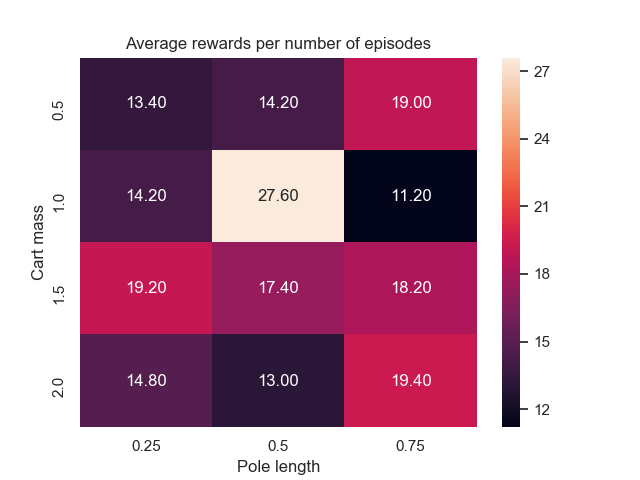 Average rewards per number of episodes
Cart mass
0.5
13.40 14.20 19.00
1.0
14.20 27.60 11.20
1.5
19.20 17.40 18.20
2.0
14.80 13.00 19.40
0.25 0.5 0.75
Pole length
27
24
21
18
15
12